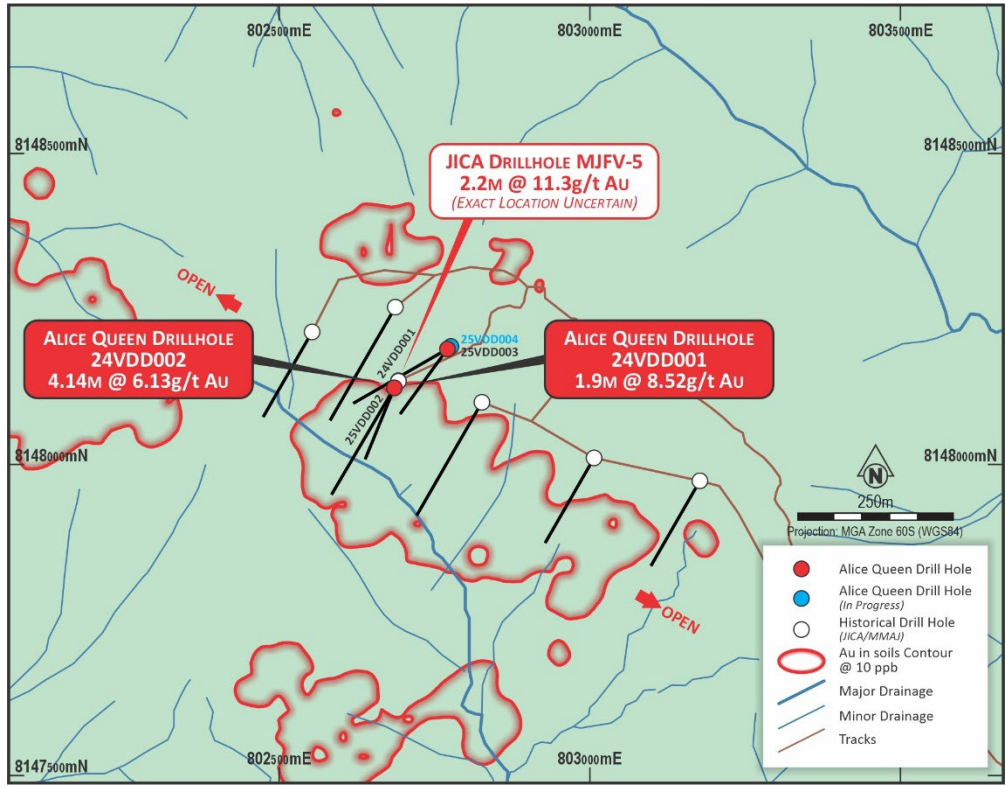 802500mE
803000mE
803500mE
8148500mN
8148500mN
JICA DRILLHOLE MJFV-5
2.2M @ 11.3g/t AU
(EXACT LOCATION UNCERTAIN)
OPEN
24VDD001
25VDD004
25VDD003
ALICE QUEEN DRILLHOLE
24VDD002
4.14M @ 6.13g/t AU
ALICE QUEEN DRILLHOLE
24VDD001
1.9M @ 8.52g/t AU
25VDD002
8148000mN
8148000mN
N
250m
Projection: MGA Zone 60S (WGS84)
OPEN
Alice Queen Drill Hole
Alice Queen Drill Hole
(IN PROGRESS)
Historical Drill Hole
(JICA/MMAJ)
Au in soils Contour
@ 10 ppb
Major Drainage
Minor Drainage
Tracks
8147500mN
802500mE
803000mE